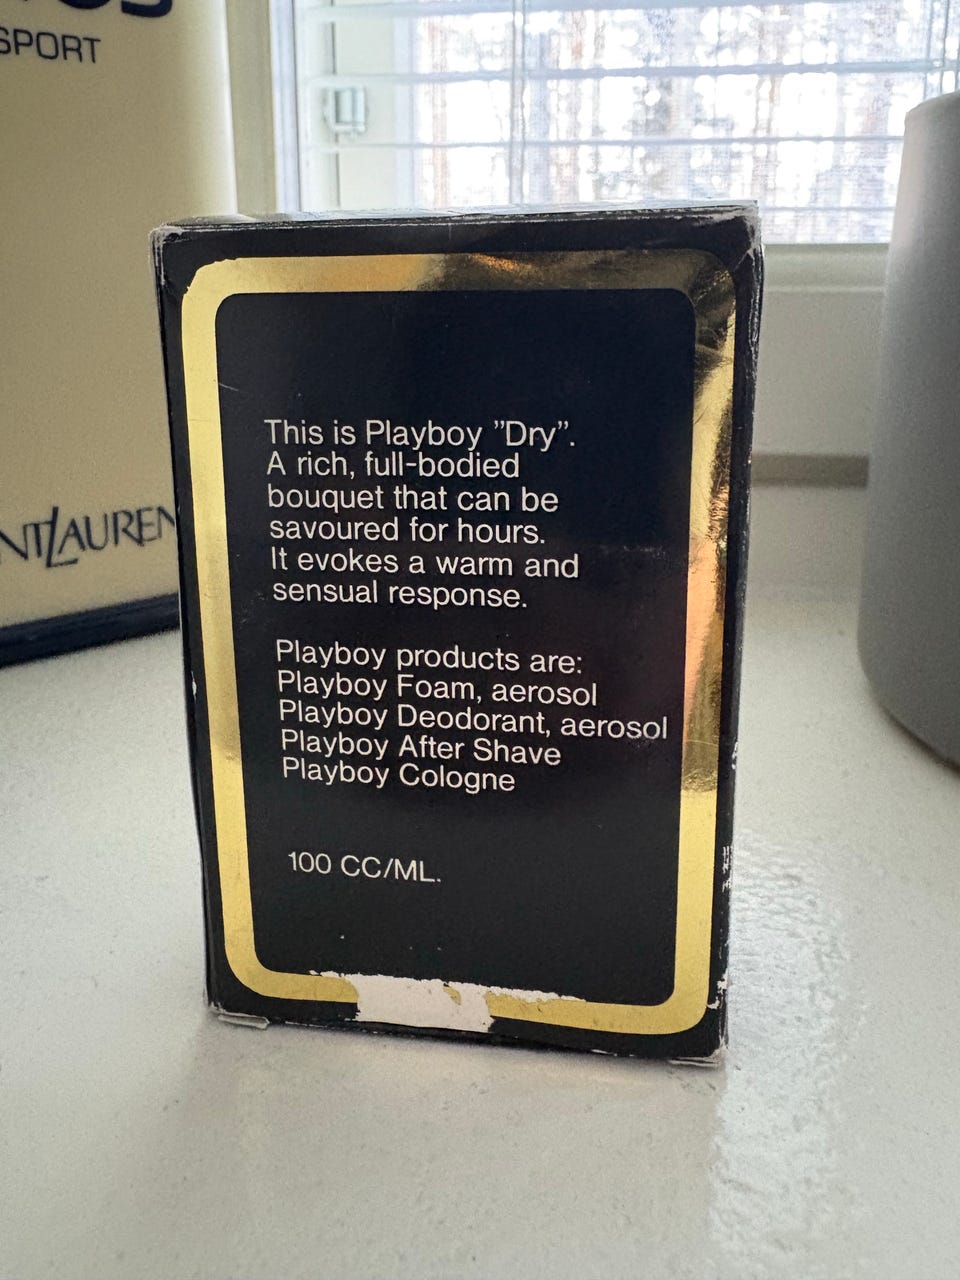 SPORT
This is Playboy ”Dry”.
A rich, full-bodied
bouquet that can be
savoured for hours.
It evokes a warm and
sensual response.
Playboy products are:
Playboy Foam, aerosol
Playboy Deodorant, aerosol
Playboy After Shave
Playboy Cologne
100 CC/ML.